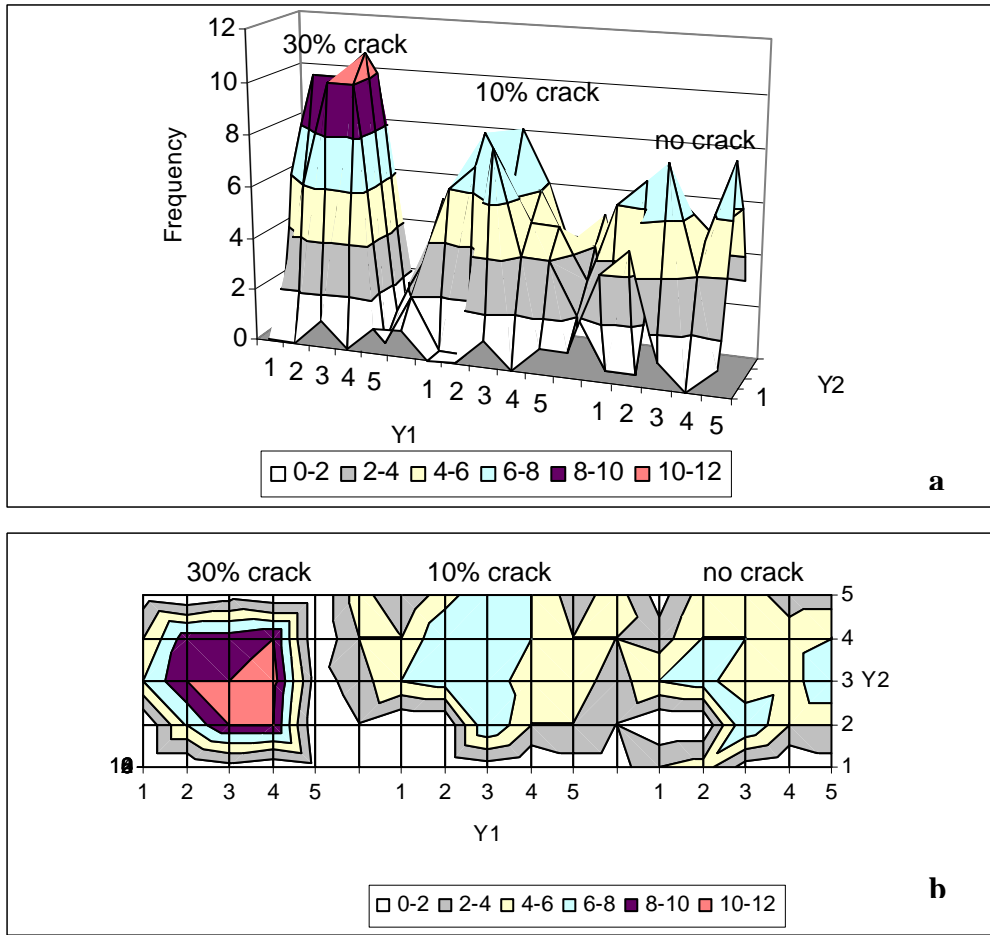 12
30% crack
10% crack
no crack
10
8
6
4
2
0
Frequency
1 2 3 4 5 1 2 3 4 5 1 2 3 4 5
1
Y2
Y1
0-2 2-4 4-6 6-8 8-10 10-12
a
30% crack 10% crack no crack
5
4
3 Y2
2
1
1 2 3 4 5 1 2 3 4 5 1 2 3 4 5
Y1
0-2 2-4 4-6 6-8 8-10 10-12
b